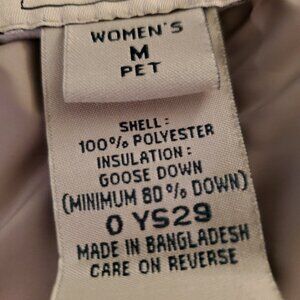 WOMEN'S
M
PET
SHELL:
100% POLYESTER
INSULATION:
GOOSE DOWN
(MINIMUM 80% DOWN)
0 YS29
MADE IN BANGLADESH
CARE ON REVERSE